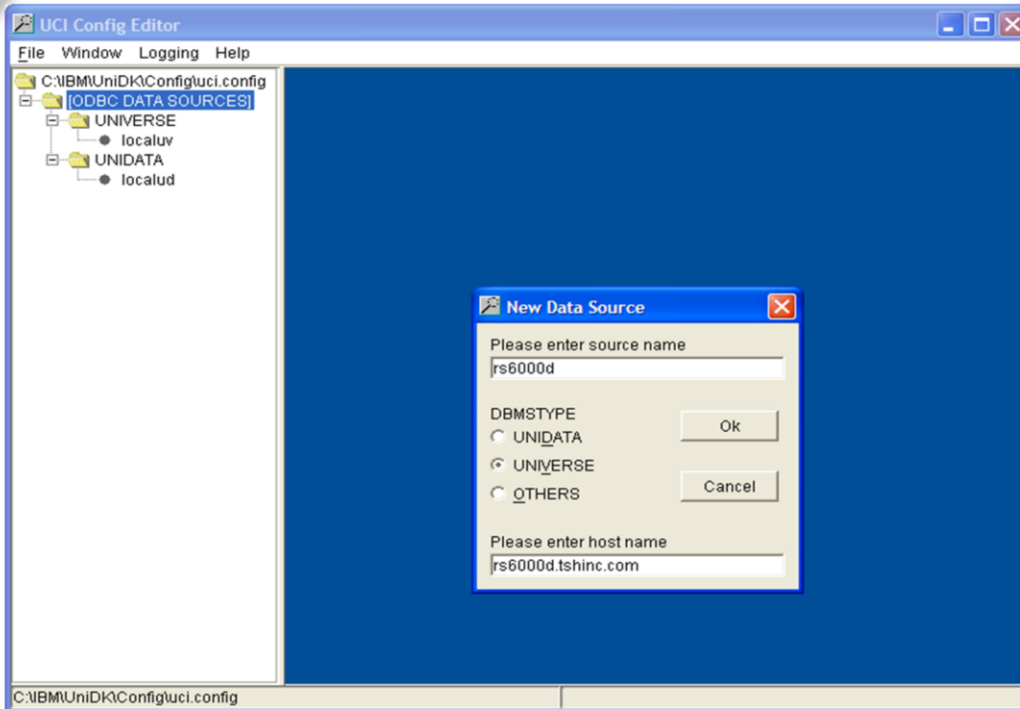 UCI Config Editor
File Window Logging Help
C:\IBM\UniDK\Config\uci.config
[ODBC DATA SOURCES]
UNIVERSE
localuv
UNIDATA
localud
New Data Source
Please enter source name
rs6000d
DBMSTYPE
UNIDATA
Ok
UNIVERSE
Cancel
OTHERS
Please enter host name
rs6000d.tshinc.com
C:\IBM\UniDK\Config\uci.config